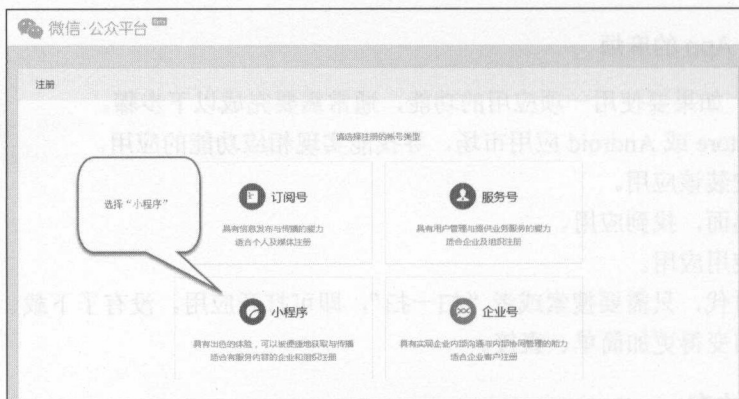 微信·公众平台 Beta
注册
请选择注册的帐号类型
选择“小程序”
订阅号
具有信息发布与传播的能力
适合个人及媒体注册
服务号
具有用户管理与提供业务服务的能力
适合企业及组织注册
小程序
具有出色的体验，可以被便捷地获取与传播
适合有服务内容的企业和组织注册
企业号
具有实现企业内部沟通与内部协同管理的能力
适合企业客户注册